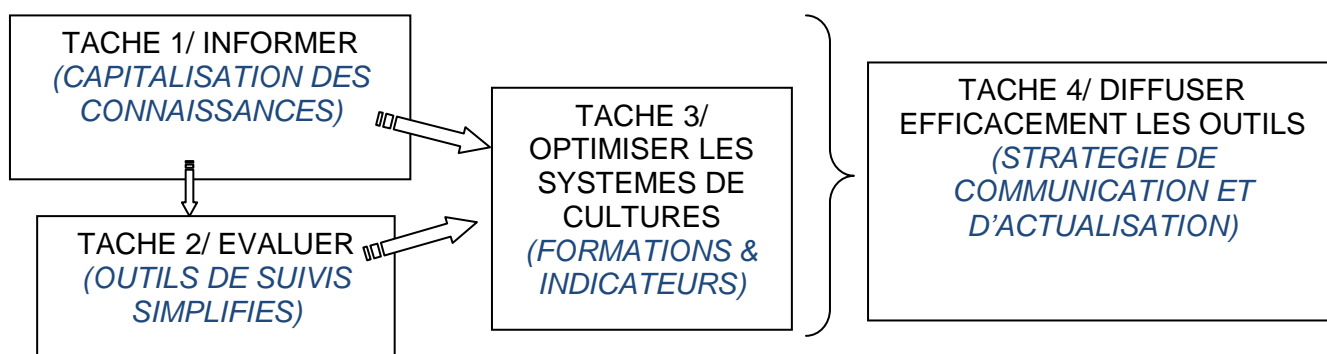 TACHE 1/ INFORMER
(CAPITALISATION DES
CONNAISSANCES)
TACHE 2/ EVALUER
(OUTILS DE SUIVIS
SIMPLIFIES)
TACHE 3/
OPTIMISER LES
SYSTEMES DE
CULTURES
(FORMATIONS &
INDICATEURS)
TACHE 4/ DIFFUSER
EFFICACEMENT LES OUTILS
(STRATEGIE DE
COMMUNICATION ET
D'ACTUALISATION)